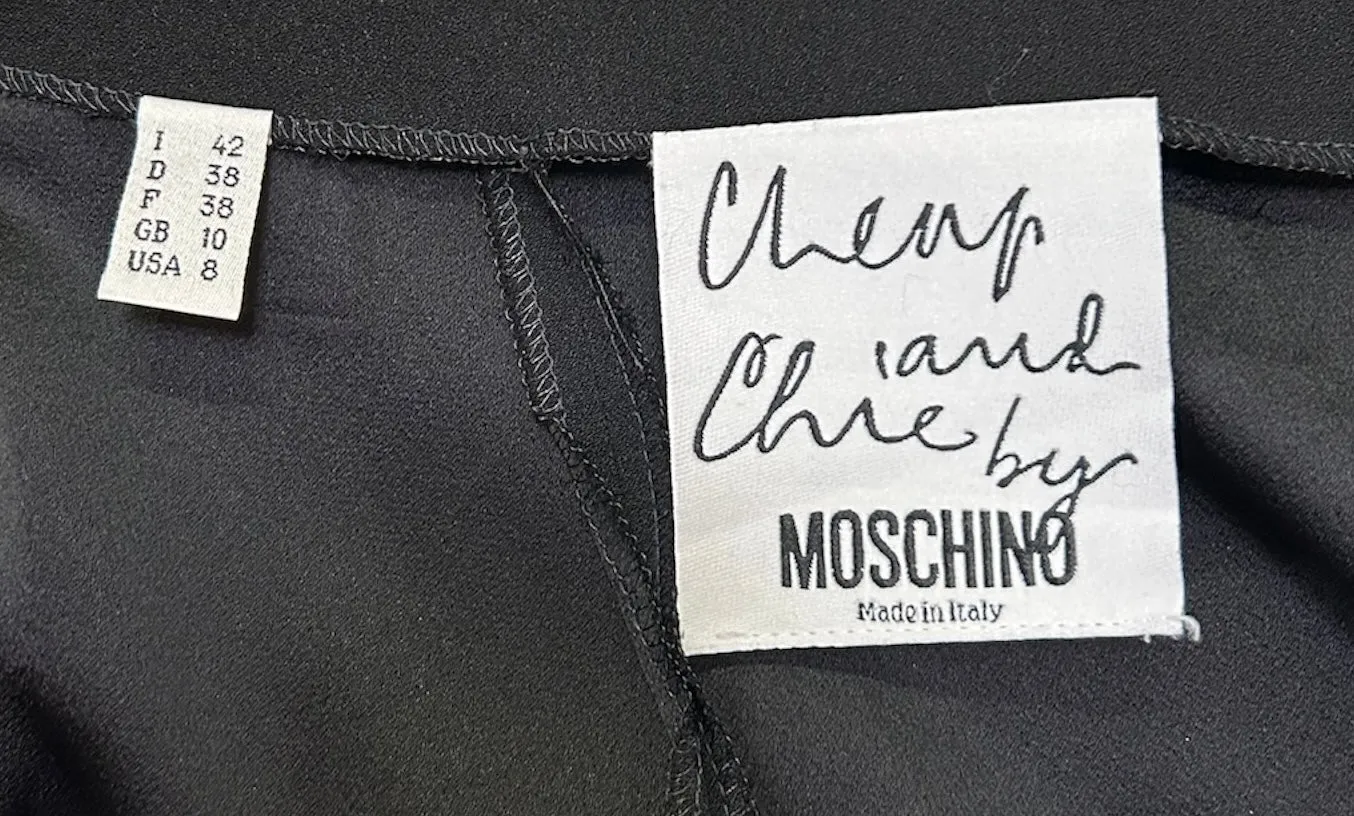 I 42
D 38
F 38
GB 10
USA 8
Cheap
and
Chic
by
MOSCHINO
Made in Italy